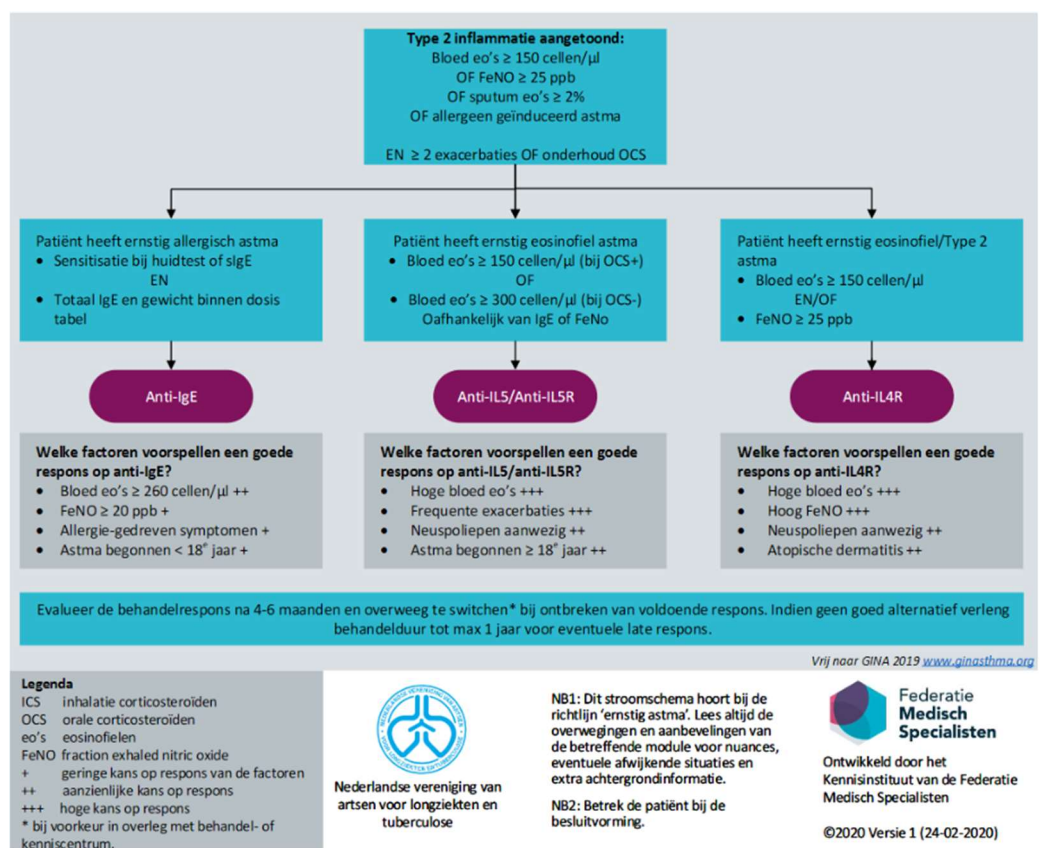 Type 2 inflammatie aangetoond:
Bloed eo's ≥ 150 cellen/µl
OF FeNO ≥ 25 ppb
OF sputum eo's ≥ 2%
OF allergeen geïnduceerd astma
EN ≥ 2 exacerbaties OF onderhoud OCS
Patiënt heeft ernstig allergisch astma
• Sensitisatie bij huidtest of sIgE
EN
• Totaal IgE en gewicht binnen dosis
tabel
Patiënt heeft ernstig eosinofiel astma
• Bloed eo's ≥ 150 cellen/µl (bij OCS+)
OF
• Bloed eo's ≥ 300 cellen/µl (bij OCS-)
Oafhankelijk van IgE of FeNo
Patiënt heeft ernstig eosinofiel/Type 2
astma
• Bloed eo's ≥ 150 cellen/µl
EN/OF
• FeNO ≥ 25 ppb
Anti-IgE
Anti-IL5/Anti-IL5R
Anti-IL4R
Welke factoren voorspellen een goede
respons op anti-IgE?
• Bloed eo's ≥ 260 cellen/µl ++
• FeNO ≥ 20 ppb +
• Allergie-gedreven symptomen +
• Astma begonnen < 18e jaar +
Welke factoren voorspellen een goede
respons op anti-IL5/anti-IL5R?
• Hoge bloed eo's +++
• Frequente exacerbaties +++
• Neuspoliepen aanwezig ++
• Astma begonnen ≥ 18e jaar ++
Welke factoren voorspellen een goede
respons op anti-IL4R?
• Hoge bloed eo's +++
• Hoog FeNO +++
• Neuspoliepen aanwezig ++
• Atopische dermatitis ++
Evalueer de behandelrespons na 4-6 maanden en overweeg te switchen* bij ontbreken van voldoende respons. Indien geen goed alternatief verleng
behandelduur tot max 1 jaar voor eventuele late respons.
Vrij naar GINA 2019 www.ginasthma.org
Legenda
ICS inhalatie corticosteroïden
OCS orale corticosteroïden
eo's eosinofielen
FeNO fraction exhaled nitric oxide
+ geringe kans op respons van de factoren
++ aanzienlijke kans op respons
+++ hoge kans op respons
* bij voorkeur in overleg met behandel- of
kenniscentrum.
NEDERLANDSE VERENIGING VAN ARTSEN
VOOR LONGZIEKTEN EN TUBERCULOSE
Nederlandse vereniging van
artsen voor longziekten en
tuberculose
NB1: Dit stroomschema hoort bij de
richtlijn 'ernstig astma'. Lees altijd de
overwegingen en aanbevelingen van
de betreffende module voor nuances,
eventuele afwijkende situaties en
extra achtergrondinformatie.
NB2: Betrek de patiënt bij de
besluitvorming.
Federatie
Medisch
Specialisten
Ontwikkeld door het
Kennisinstituut van de Federatie
Medisch Specialisten
©2020 Versie 1 (24-02-2020)